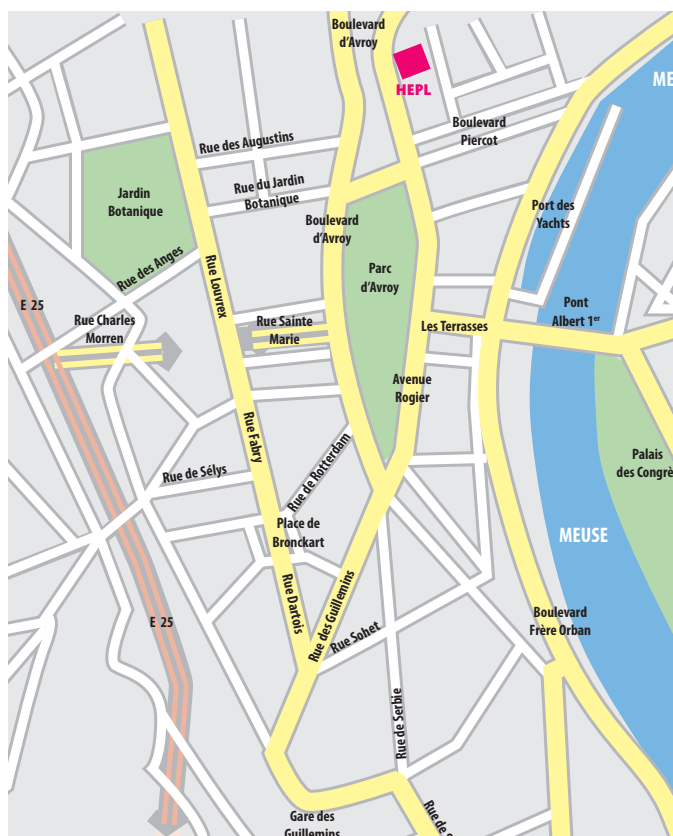 Boulevard
d'Avroy
HEPL
ME
Boulevard
Piercot
Rue des Augustins
Rue du Jardin
Botanique
Jardin
Botanique
Boulevard
d'Avroy
Port des
Yachts
Rue des Anges
Parc
d'Avroy
Rue Louvrex
E 25
Rue Charles
Morren
Rue Sainte
Marie
Les Terrasses
Pont
Albert 1er
Avenue
Rogier
Rue Fabry
Rue de Rotterdam
Rue de Sélys
Palais
des Congrè
Place de
Bronckart
MEUSE
Rue Dartois
Rue des Guillemins
E 25
Rue Sohet
Boulevard
Frère Orban
Rue de Serbie
Gare des
Guillemins
Rue de